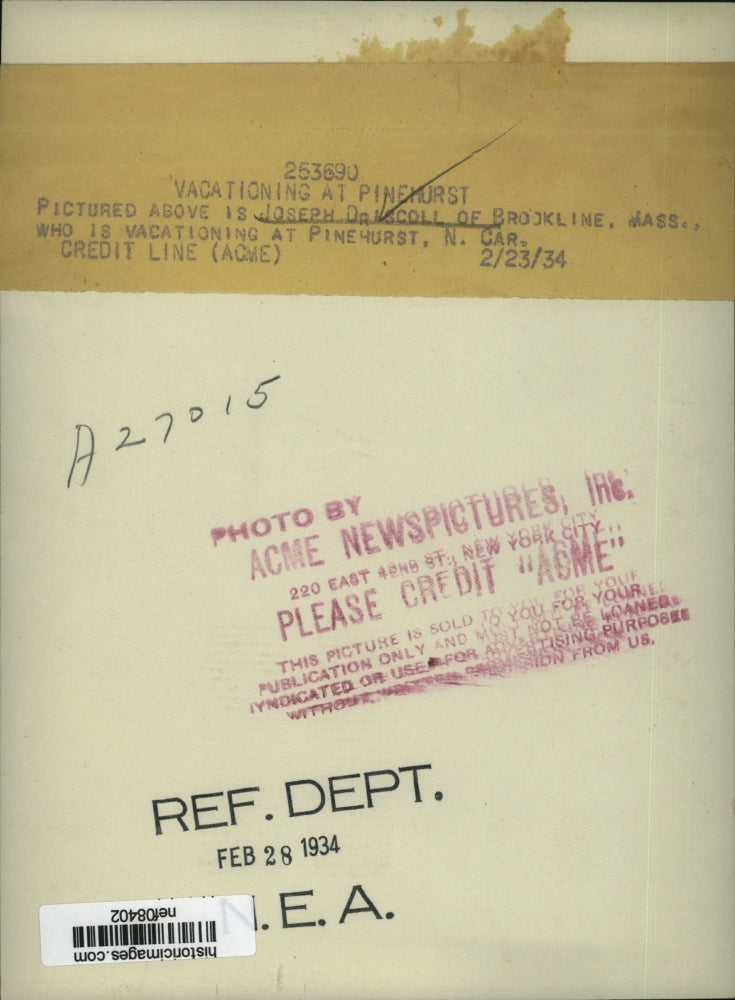 253690
VACATIONING AT PINEHURST
PICTURED ABOVE IS JOSEPH DRISCOLL OF BROOKLINE, MASS.,
WHO IS VACATIONING AT PINEHURST, N. CAR.
CREDIT LINE (ACME) 2/23/34
A27015
PHOTO BY
ACME NEWSPICTURES, INC.
220 EAST 42ND ST., NEW YORK CITY
PLEASE CREDIT "ACME"
THIS PICTURE IS SOLD TO YOU FOR YOUR
PUBLICATION ONLY AND MUST NOT BE LOANED
SYNDICATED OR USED FOR ADVERTISING PURPOSES
WITHOUT WRITTEN PERMISSION FROM US.
REF. DEPT.
FEB 28 1934
.E.A.
historicimages.com
nef08402